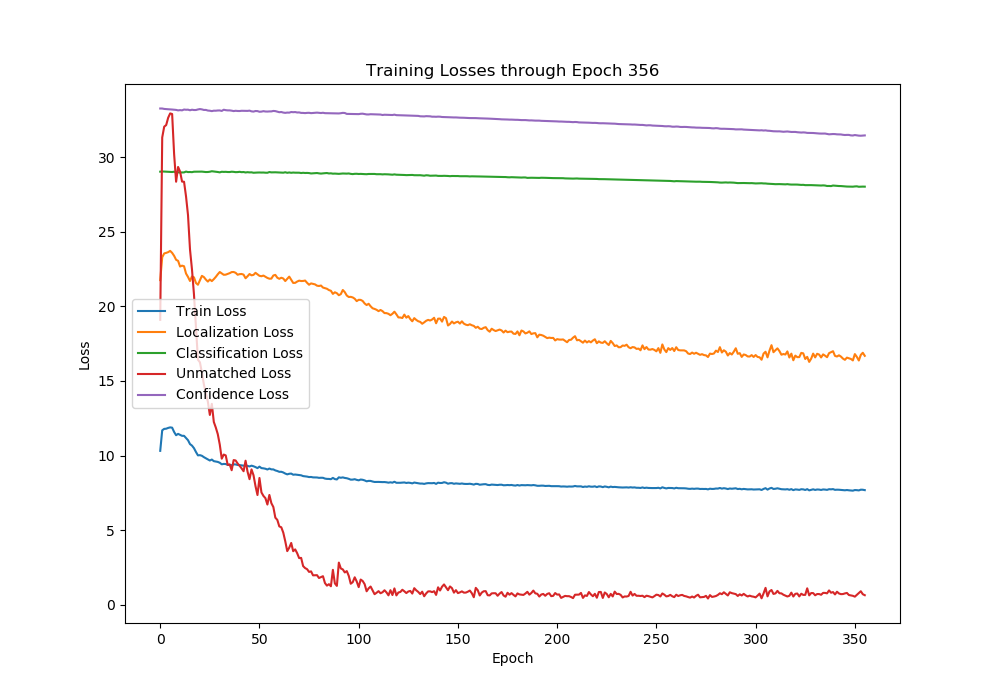 Training Losses through Epoch 356
Loss
30
25
20
15
10
5
0
Train Loss
Localization Loss
Classification Loss
Unmatched Loss
Confidence Loss
0 50 100 150 200 250 300 350
Epoch